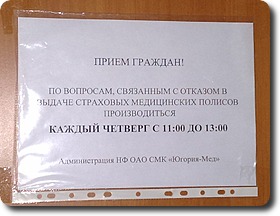 ПРИЕМ ГРАЖДАН!
ПО ВОПРОСАМ, СВЯЗАННЫМ С ОТКАЗОМ В
ВЫДАЧЕ СТРАХОВЫХ МЕДИЦИНСКИХ ПОЛИСОВ
ПРОИЗВОДИТЬСЯ
КАЖДЫЙ ЧЕТВЕРГ С 11:00 ДО 13:00
Администрация НФ ОАО СМК «Югория-Мед»